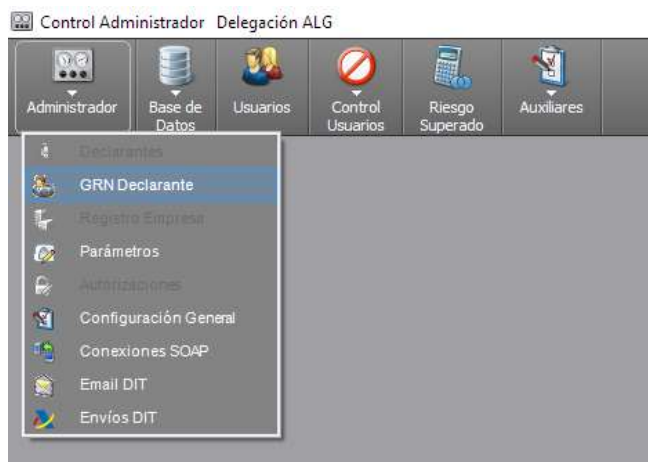 Control Administrador Delegación ALG
Administrador
Base de
Datos
Usuarios
Control
Usuarios
Riesgo
Superado
Auxiliares
Declarantes
GRN Declarante
Registro Empresa
Parámetros
Autorizaciones
Configuración General
Conexiones SOAP
Email DIT
Envíos DIT